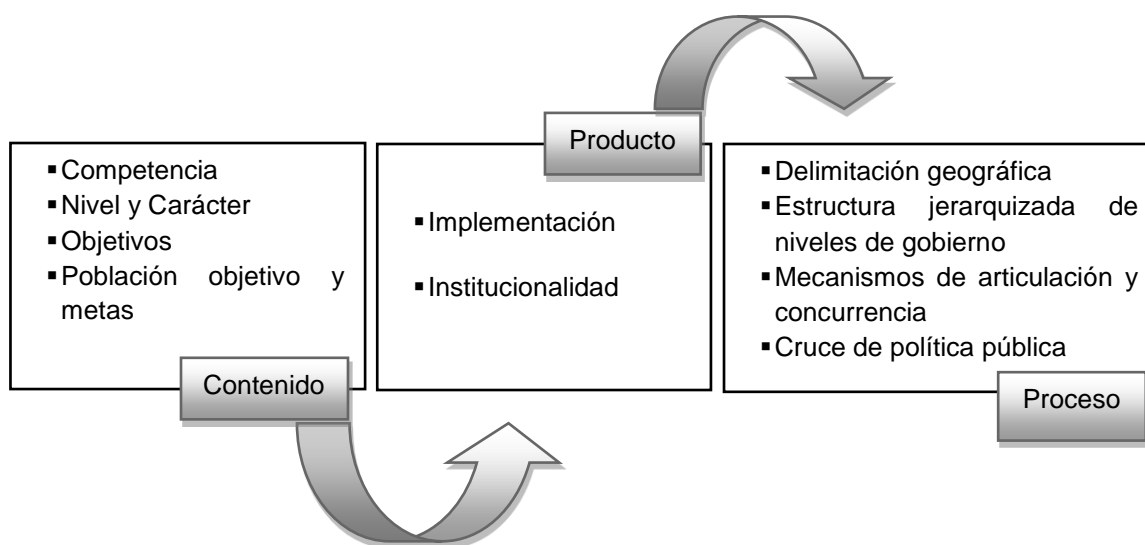 ▪Competencia
▪Nivel y Carácter
▪Objetivos
▪Población objetivo y
metas
Contenido
Producto
▪Implementación
▪Institucionalidad
▪Delimitación geográfica
▪Estructura jerarquizada de
niveles de gobierno
▪Mecanismos de articulación y
concurrencia
▪Cruce de política pública
Proceso